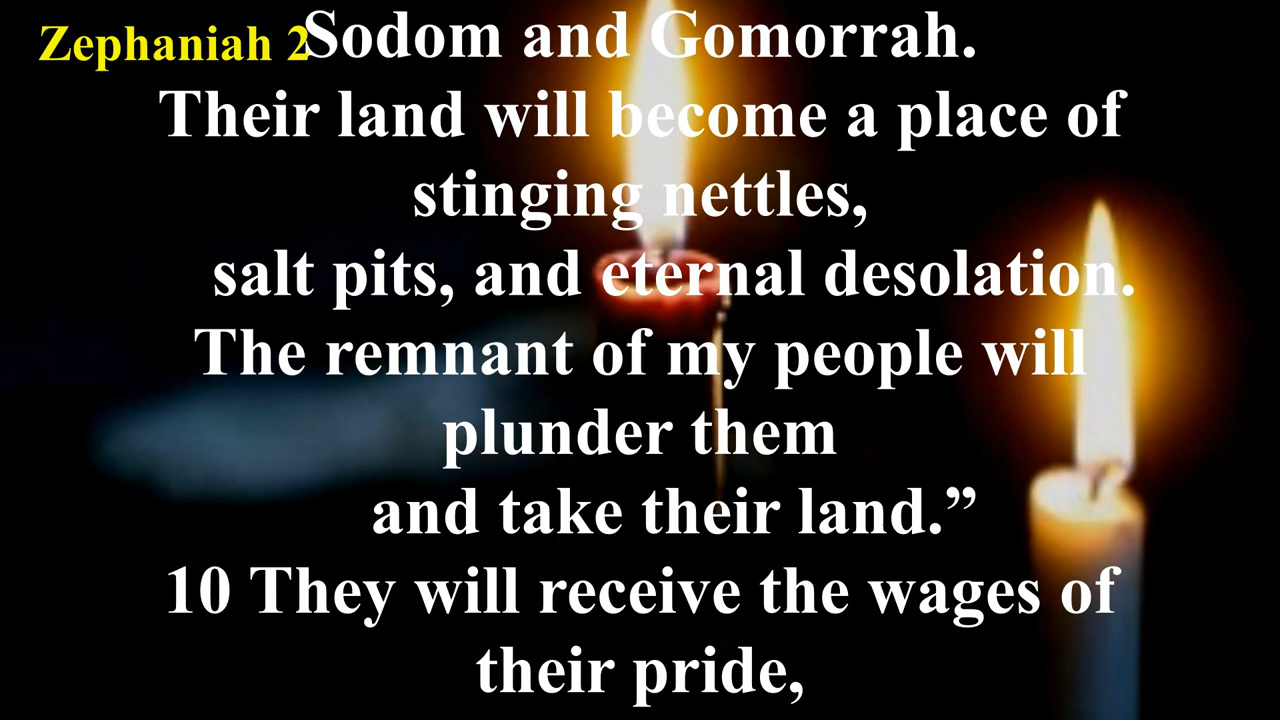 Zephaniah 2
Sodom and Gomorrah.
Their land will become a place of
stinging nettles,
salt pits, and eternal desolation.
The remnant of my people will
plunder them
and take their land.”
10 They will receive the wages of
their pride,